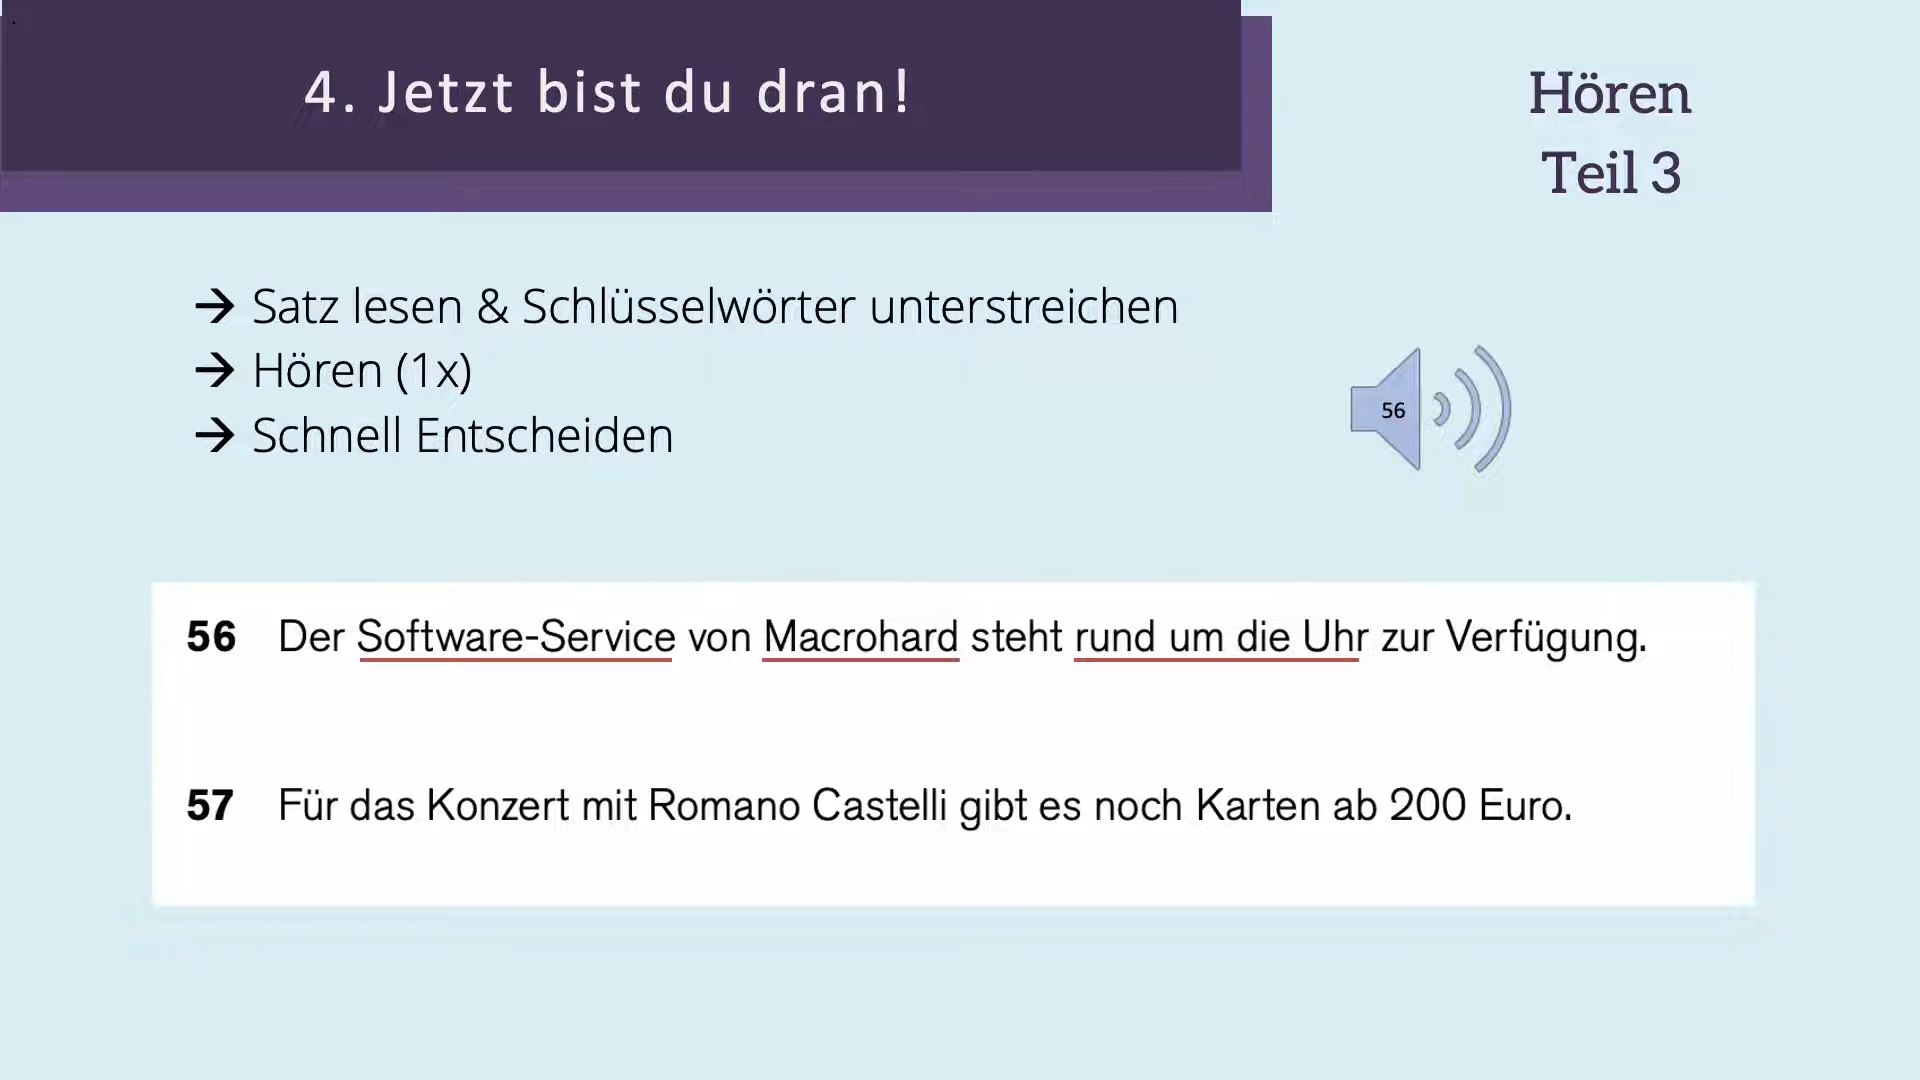 4. Jetzt bist du dran!
Hören
Teil 3
→ Satz lesen & Schlüsselwörter unterstreichen
→ Hören (1x)
→ Schnell Entscheiden
56
56 Der Software-Service von Macrohard steht rund um die Uhr zur Verfügung.
57 Für das Konzert mit Romano Castelli gibt es noch Karten ab 200 Euro.